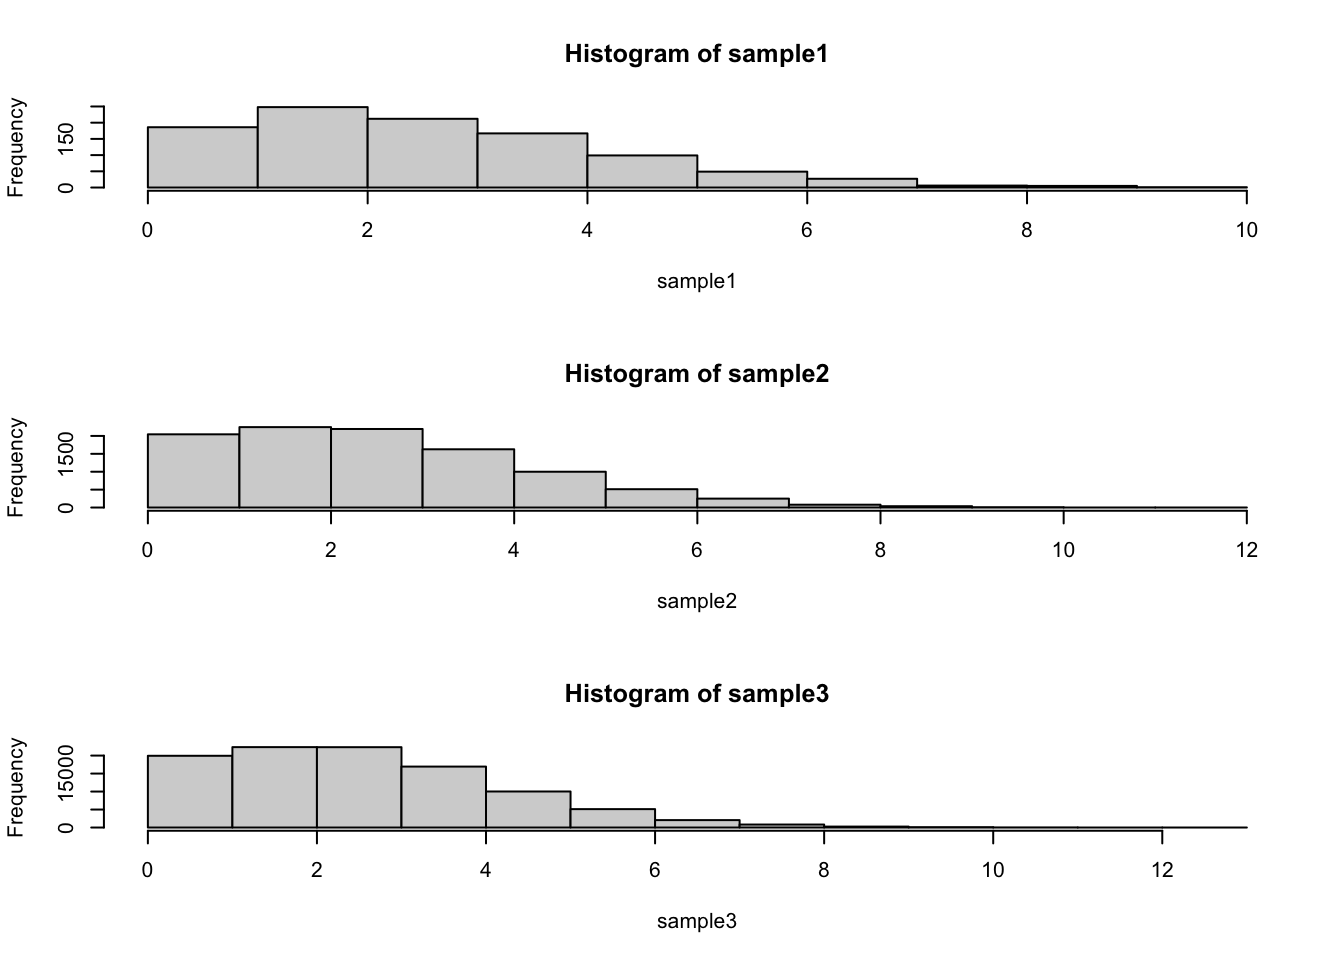 Histogram of sample1
Frequency
150
0
0 2 4 6 8 10
sample1
Histogram of sample2
Frequency
1500
0
0 2 4 6 8 10 12
sample2
Histogram of sample3
Frequency
15000
0
0 2 4 6 8 10 12
sample3